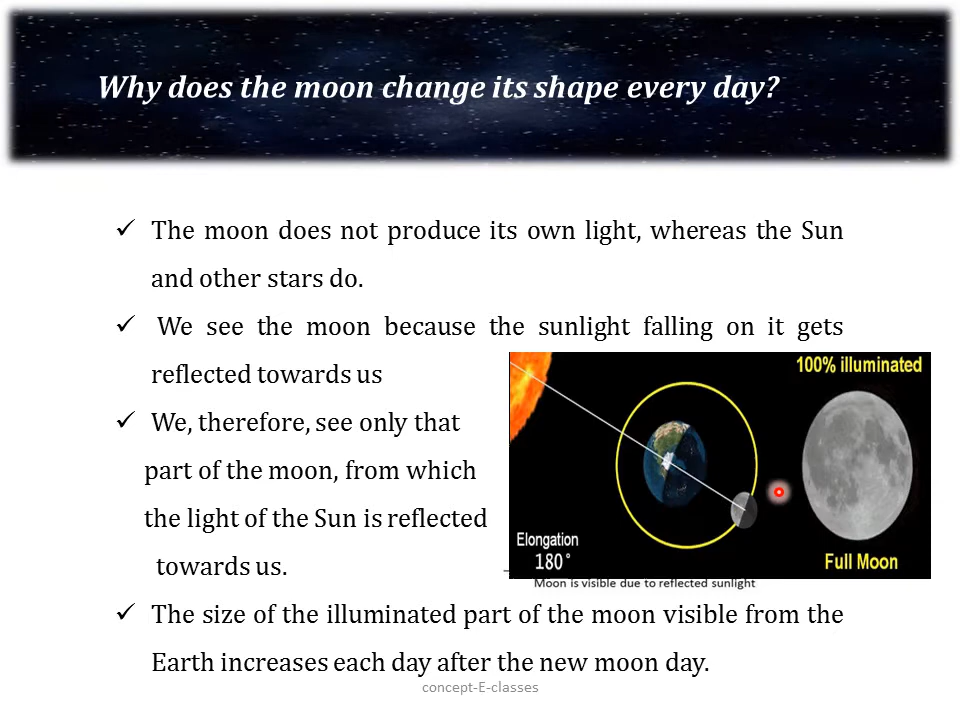 Why does the moon change its shape every day?
✓ The moon does not produce its own light, whereas the Sun
and other stars do.
✓ We see the moon because the sunlight falling on it gets
reflected towards us
✓ We, therefore, see only that
part of the moon, from which
the light of the Sun is reflected
towards us.
100% illuminated
Elongation
180°
Full Moon
Moon is visible due to reflected sunlight
✓ The size of the illuminated part of the moon visible from the
Earth increases each day after the new moon day.
concept-E-classes